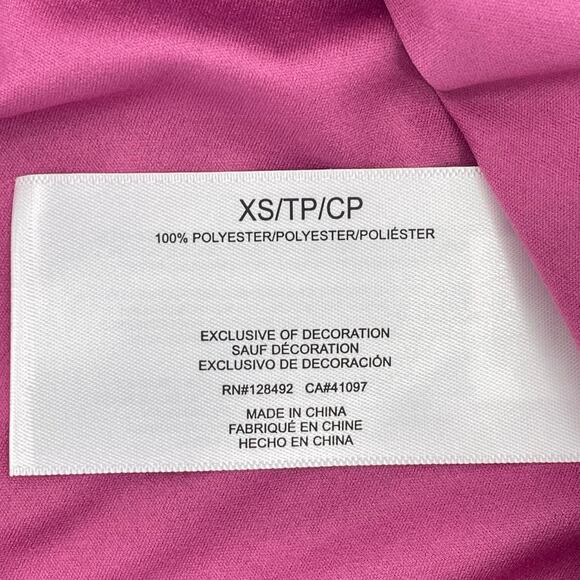 XS/TP/CP
100% POLYESTER/POLYESTER/POLIÉSTER
EXCLUSIVE OF DECORATION
SAUF DÉCORATION
EXCLUSIVO DE DECORACIÓN
RN#128492 CA#41097
MADE IN CHINA
FABRIQUÉ EN CHINE
HECHO EN CHINA